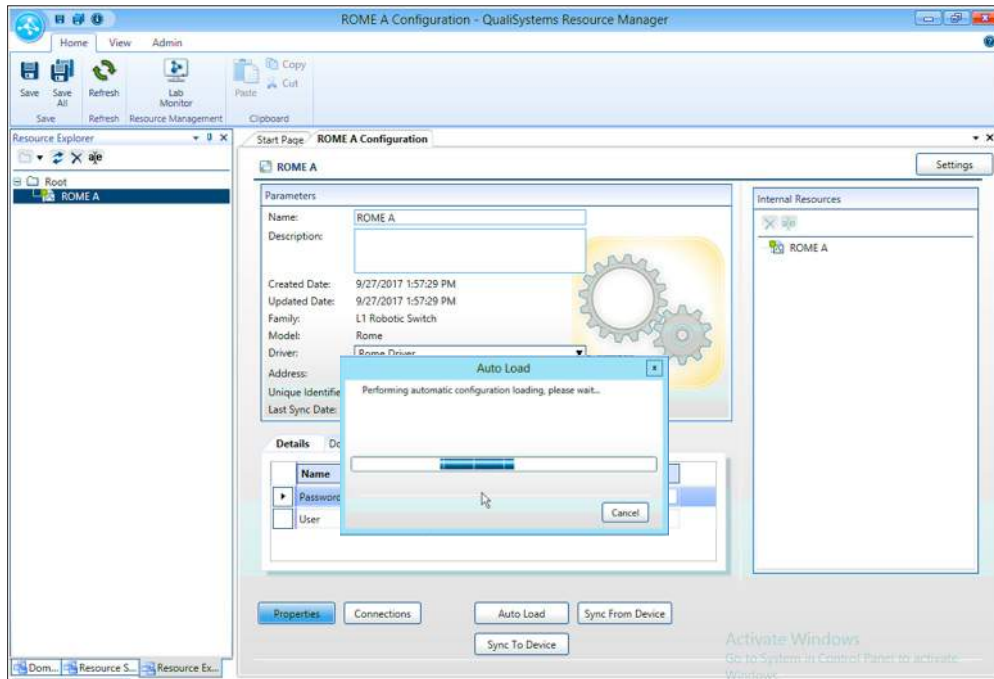 ROME A Configuration - QualiSystems Resource Manager
Home View Admin
Save Save All Refresh Lab Monitor Paste Copy
Cut
Save Refresh Resource Management Clipboard
Resource Explorer
Start Page ROME A Configuration
ROME A Settings
Root
ROME A
Parameters
Name: ROME A
Description:
Created Date: 9/27/2017 1:57:29 PM
Updated Date: 9/27/2017 1:57:29 PM
Family: L1 Robotic Switch
Model: Rome
Driver: Rome Driver
Address:
Unique Identifie
Last Sync Date:
Internal Resources
ROME A
Auto Load
Performing automatic configuration loading, please wait...
Cancel
Details Do
Name
Password
User
Properties Connections Auto Load Sync From Device
Sync To Device
Activate Windows
Go to System in Control Panel to activate
Windows.
Dom... Resource S... Resource Ex...